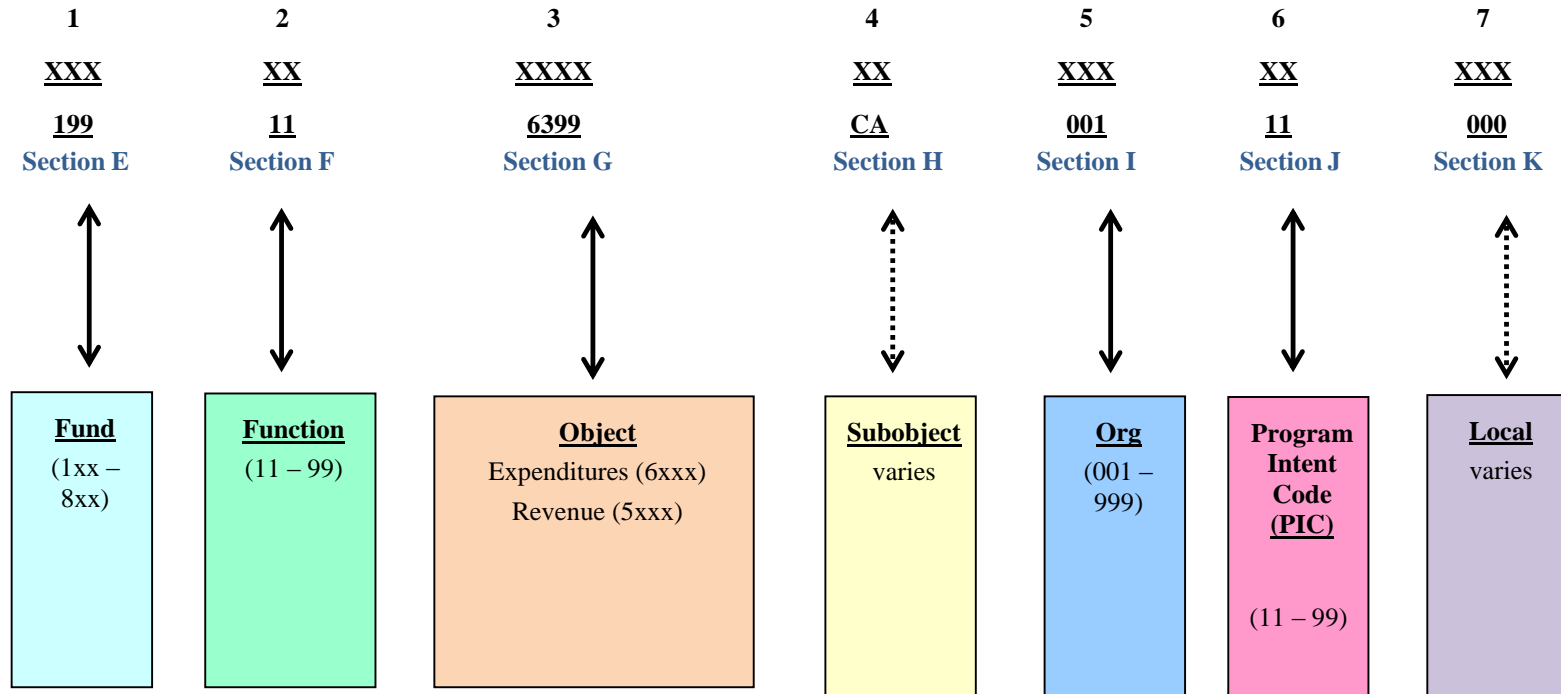 1 2 3 4 5 6 7
XXX XX XXXX XX XXX XX XXX
199 11 6399 CA 001 11 000
Section E Section F Section G Section H Section I Section J Section K
Fund
(1xx –
8xx)
Function
(11 – 99)
Object
Expenditures (6xxx)
Revenue (5xxx)
Subobject
varies
Org
(001 –
999)
Program
Intent
Code
(PIC)
(11 – 99)
Local
varies